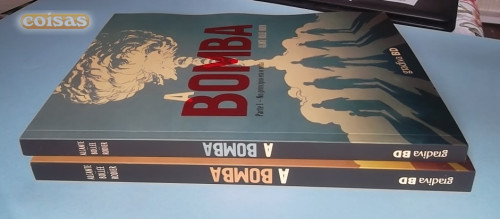 coisas
A
BOMBA
gradiva BD
ALCANTE
BOLLÉE
RODIER
A BOMBA
gradiva BD
ALCANTE
BOLLÉE
RODIER
A BOMBA
gradiva BD